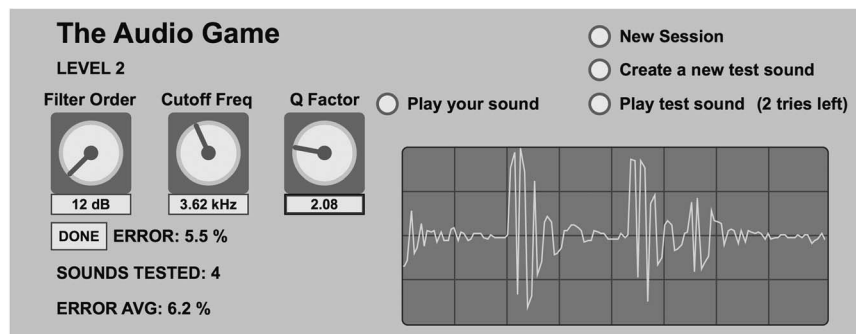 The Audio Game
LEVEL 2
New Session
Create a new test sound
Play test sound (2 tries left)
Play your sound
Filter Order
Cutoff Freq
Q Factor
12 dB
3.62 kHz
2.08
DONE ERROR: 5.5 %
SOUNDS TESTED: 4
ERROR AVG: 6.2 %